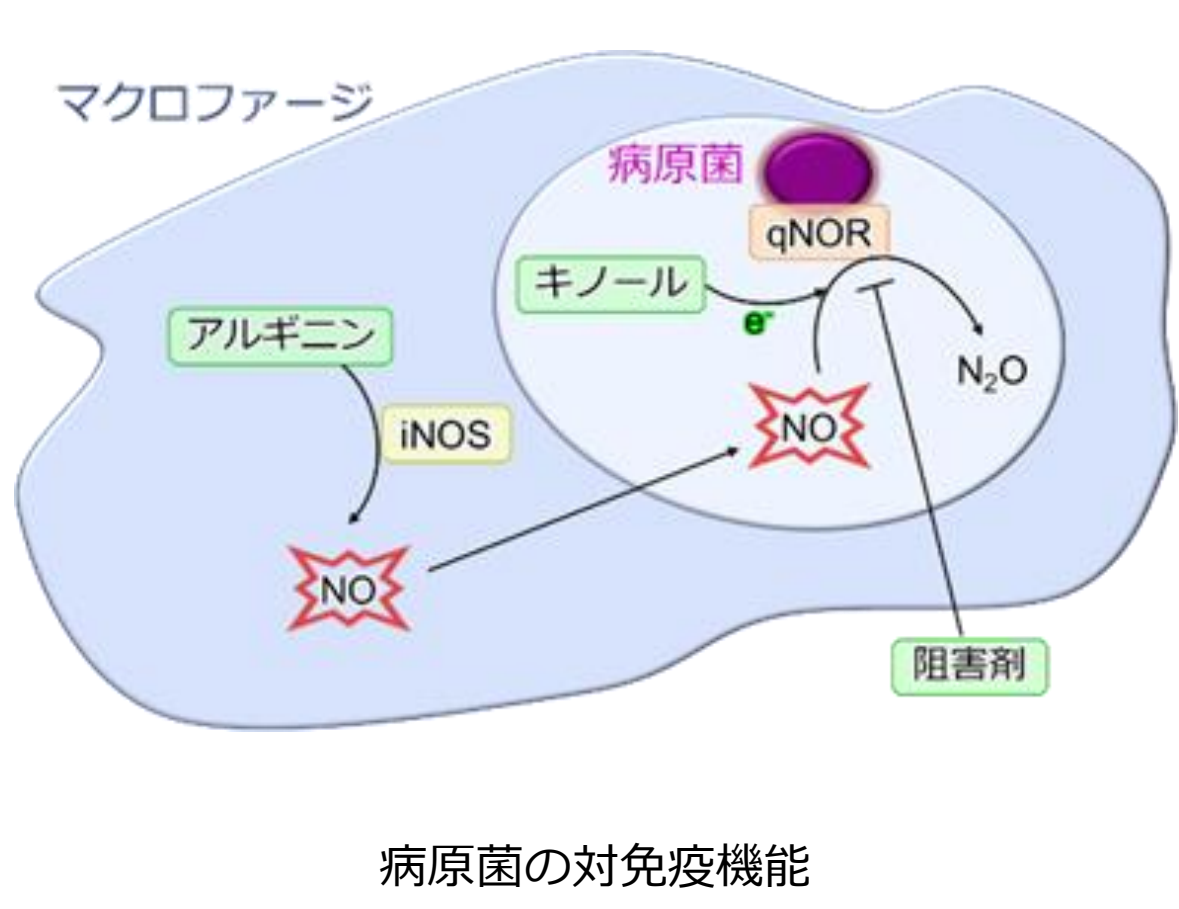 マクロファージ
病原菌
qNOR
キノール
e⁻
アルギニン
iNOS
N₂O
NO
NO
阻害剤
病原菌の対免疫機能